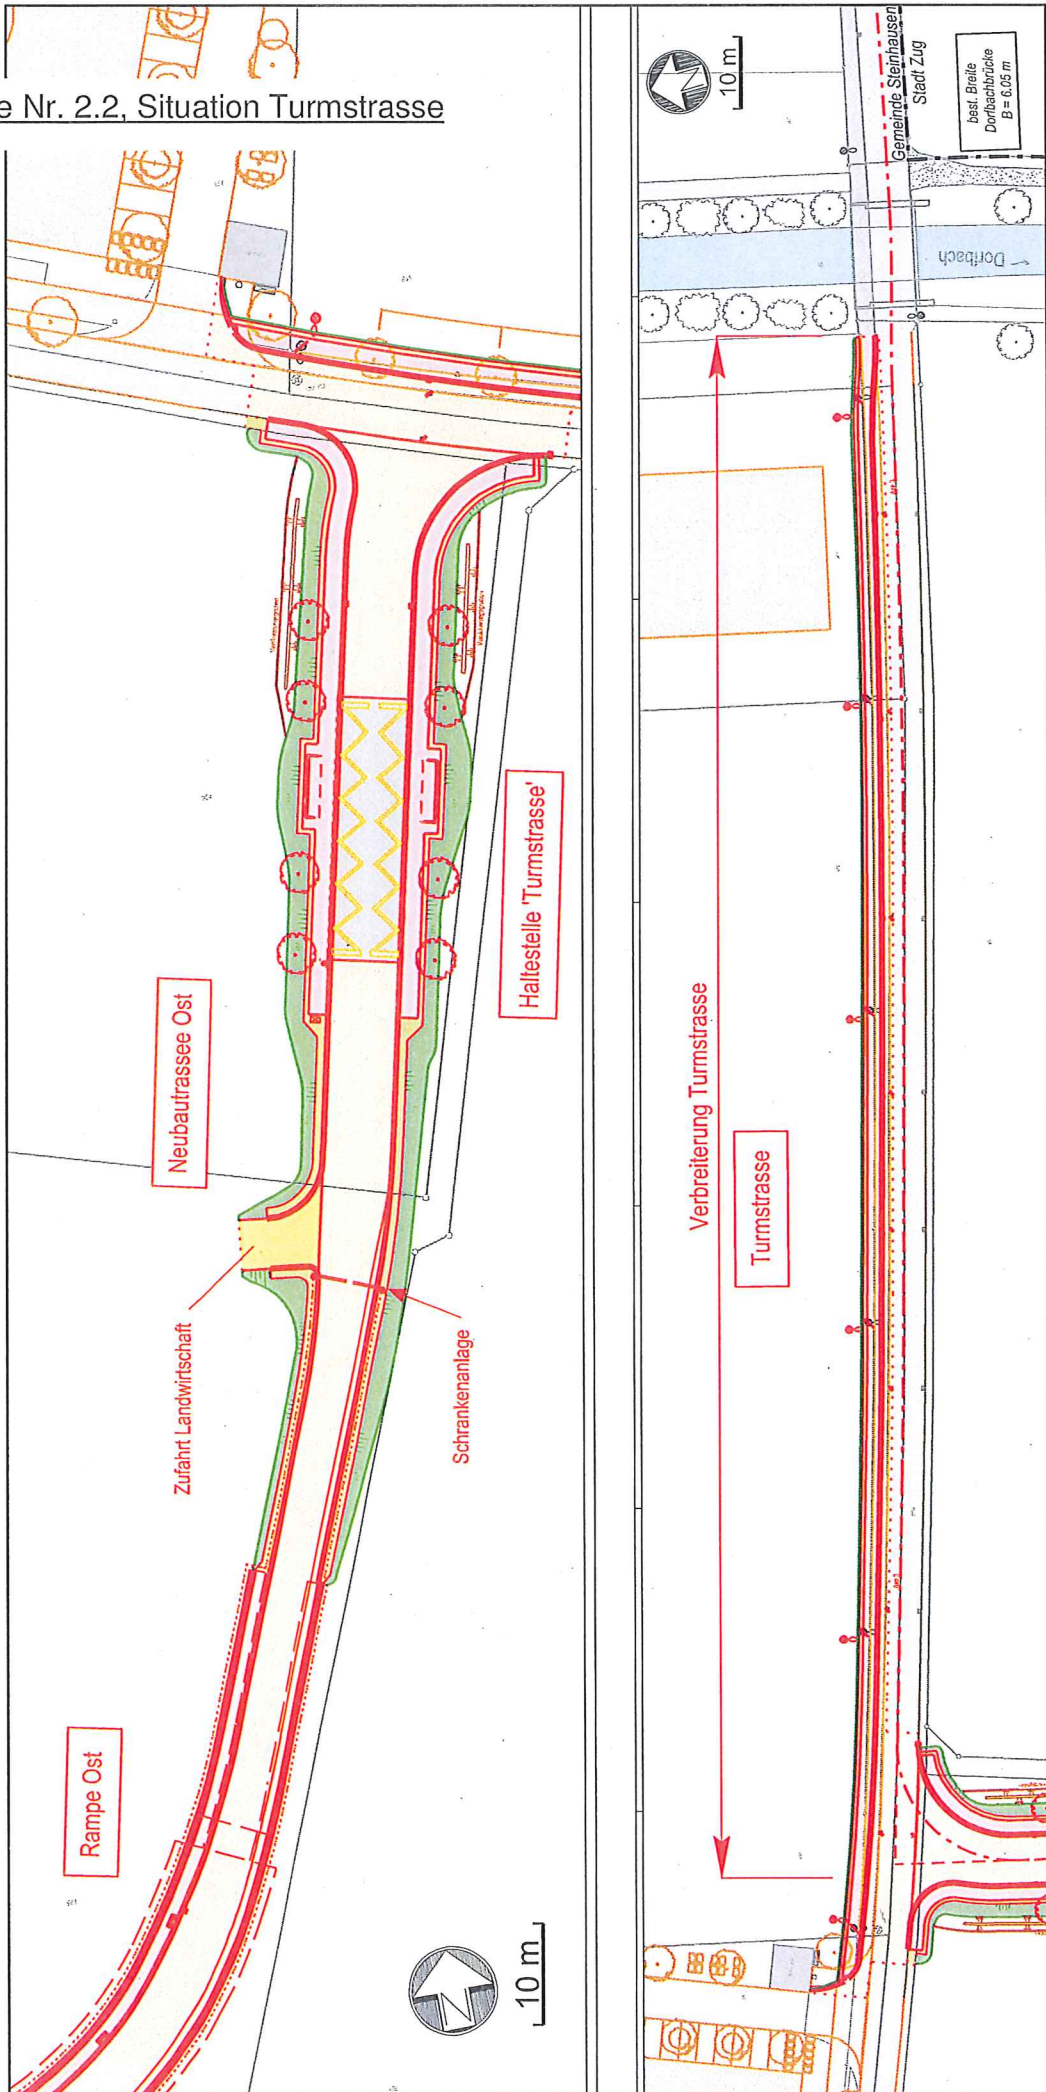 e Nr. 2.2, Situation Turmstrasse
10 m
Gemeinde Steinhausen
Stadt Zug
best. Breite
Dorfbachbrücke
B = 6.05 m
Dorfbach
Haltestelle 'Turmstrasse'
Neubautrassee Ost
Zufahrt Landwirtschaft
Schrankenanlage
Rampe Ost
N
10 m
Verbreiterung Turmstrasse
Turmstrasse